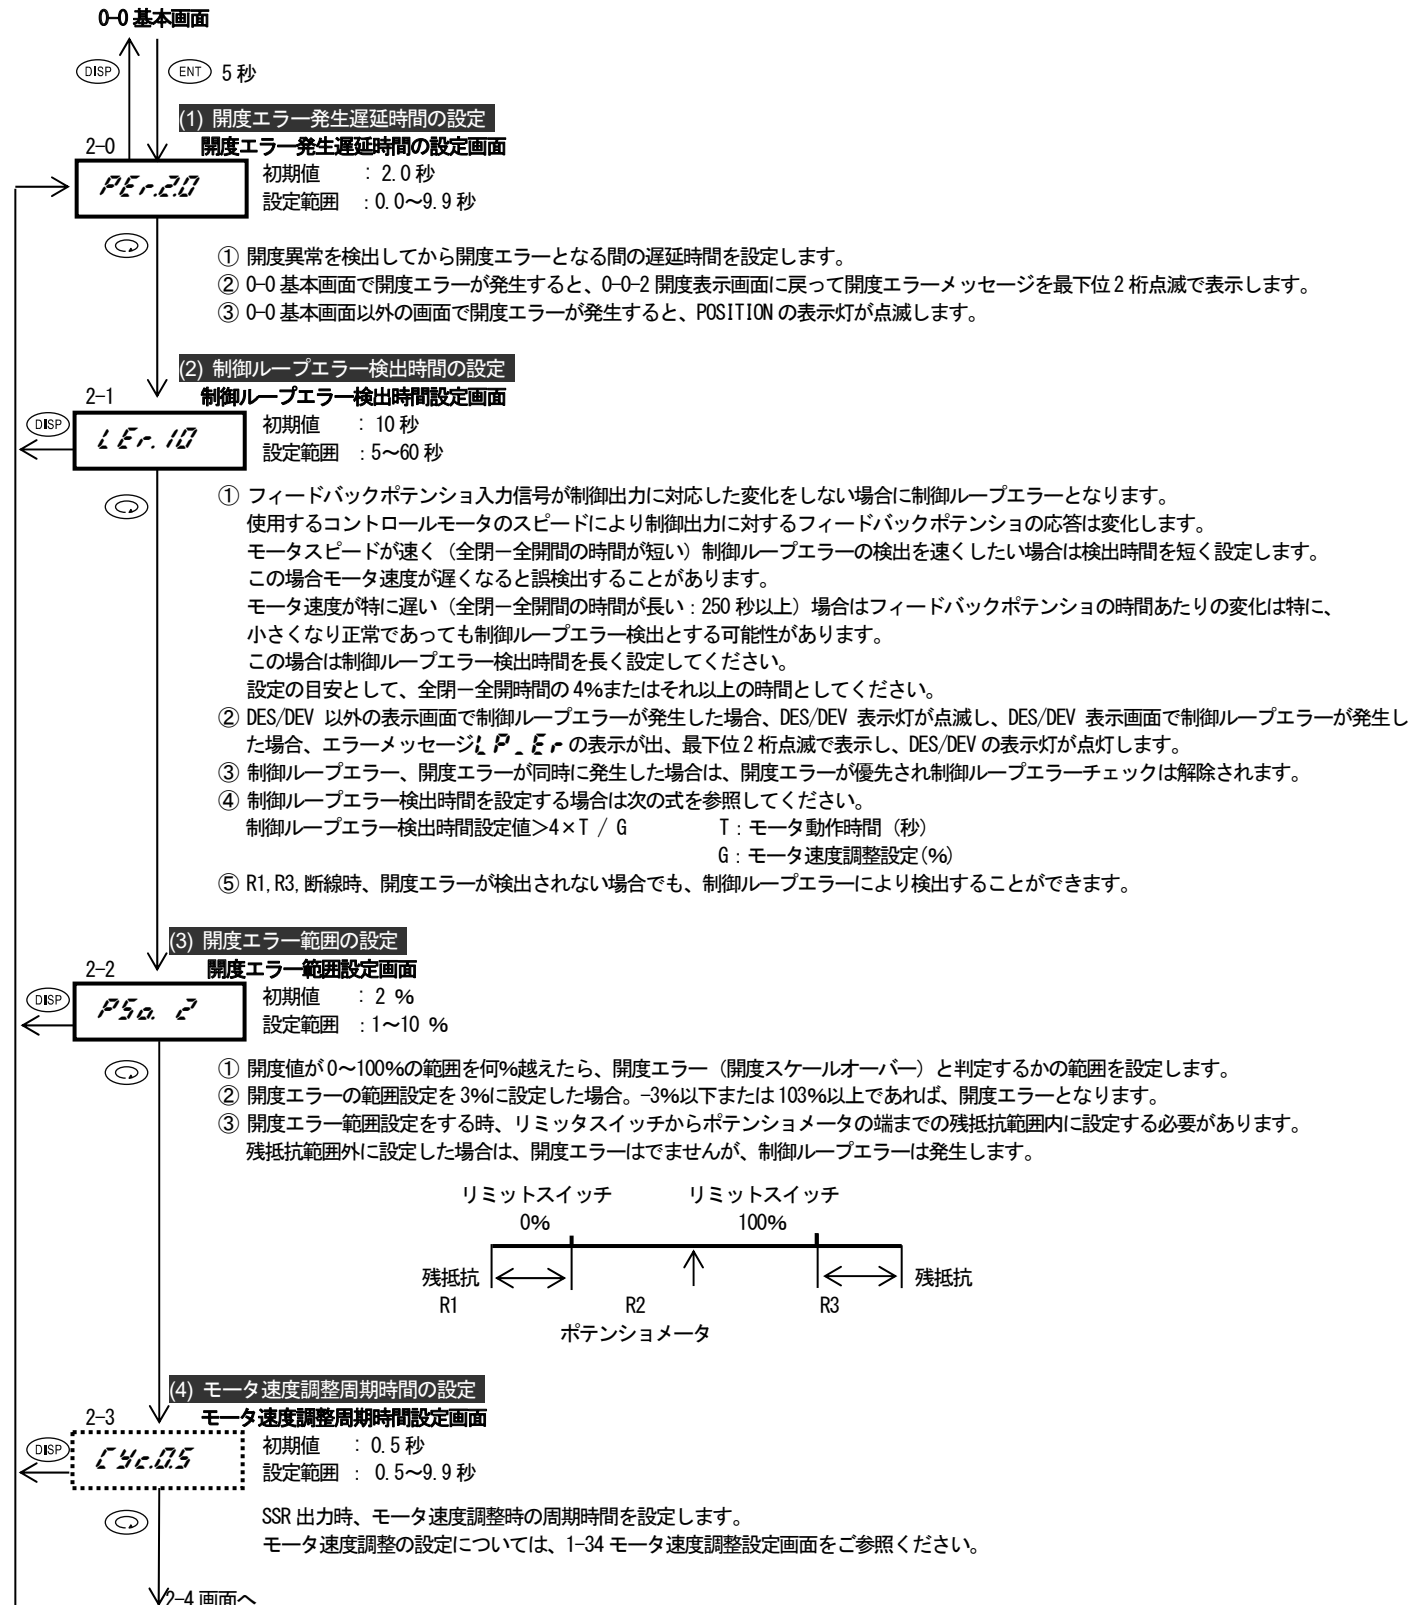 0-0 基本画面
DISP
ENT 5 秒
(1) 開度エラー発生遅延時間の設定
2-0 開度エラー発生遅延時間の設定画面
PEr.2.0
初期値 : 2.0 秒
設定範囲 :0.0～9.9 秒
① 開度異常を検出してから開度エラーとなる間の遅延時間を設定します。
② 0-0 基本画面で開度エラーが発生すると、0-0-2 開度表示画面に戻って開度エラーメッセージを最下位 2 桁点滅で表示します。
③ 0-0 基本画面以外の画面で開度エラーが発生すると、POSITION の表示灯が点滅します。
(2) 制御ループエラー検出時間の設定
2-1 制御ループエラー検出時間設定画面
DISP
LEr. 10
初期値 : 10 秒
設定範囲 :5～60 秒
① フィードバックポテンショ入力信号が制御出力に対応した変化をしない場合に制御ループエラーとなります。
使用するコントロールモータのスピードにより制御出力に対するフィードバックポテンショの応答は変化します。
モータスピードが速く（全閉－全開間の時間が短い）制御ループエラーの検出を速くしたい場合は検出時間を短く設定します。
この場合モータ速度が遅くなると誤検出することがあります。
モータ速度が特に遅い（全閉－全開間の時間が長い：250 秒以上）場合はフィードバックポテンショの時間あたりの変化は特に、
小さくなり正常であっても制御ループエラー検出とする可能性があります。
この場合は制御ループエラー検出時間を長く設定してください。
設定の目安として、全閉－全開時間の 4%またはそれ以上の時間としてください。
② DES/DEV 以外の表示画面で制御ループエラーが発生した場合、DES/DEV 表示灯が点滅し、DES/DEV 表示画面で制御ループエラーが発生し
た場合、エラーメッセージLP_Er の表示が出、最下位 2 桁点滅で表示し、DES/DEV の表示灯が点灯します。
③ 制御ループエラー、開度エラーが同時に発生した場合は、開度エラーが優先され制御ループエラーチェックは解除されます。
④ 制御ループエラー検出時間を設定する場合は次の式を参照してください。
制御ループエラー検出時間設定値＞4×T / G T：モータ動作時間（秒）
G：モータ速度調整設定(%)
⑤ R1,R3,断線時、開度エラーが検出されない場合でも、制御ループエラーにより検出することができます。
(3) 開度エラー範囲の設定
2-2 開度エラー範囲設定画面
DISP
PSo. 2
初期値 : 2 %
設定範囲 :1～10 %
① 開度値が 0～100%の範囲を何%越えたら、開度エラー（開度スケールオーバー）と判定するかの範囲を設定します。
② 開度エラーの範囲設定を 3%に設定した場合。-3%以下または 103%以上であれば、開度エラーとなります。
③ 開度エラー範囲設定をする時、リミッタスイッチからポテンショメータの端までの残抵抗範囲内に設定する必要があります。
残抵抗範囲外に設定した場合は、開度エラーはでませんが、制御ループエラーは発生します。
リミットスイッチ リミットスイッチ
0% 100%
残抵抗 残抵抗
R1 R2 R3
ポテンショメータ
(4) モータ速度調整周期時間の設定
2-3 モータ速度調整周期時間設定画面
DISP
CYc.0.5
初期値 : 0.5 秒
設定範囲 : 0.5～9.9 秒
SSR 出力時、モータ速度調整時の周期時間を設定します。
モータ速度調整の設定については、1-34 モータ速度調整設定画面をご参照ください。
2-4 画面へ